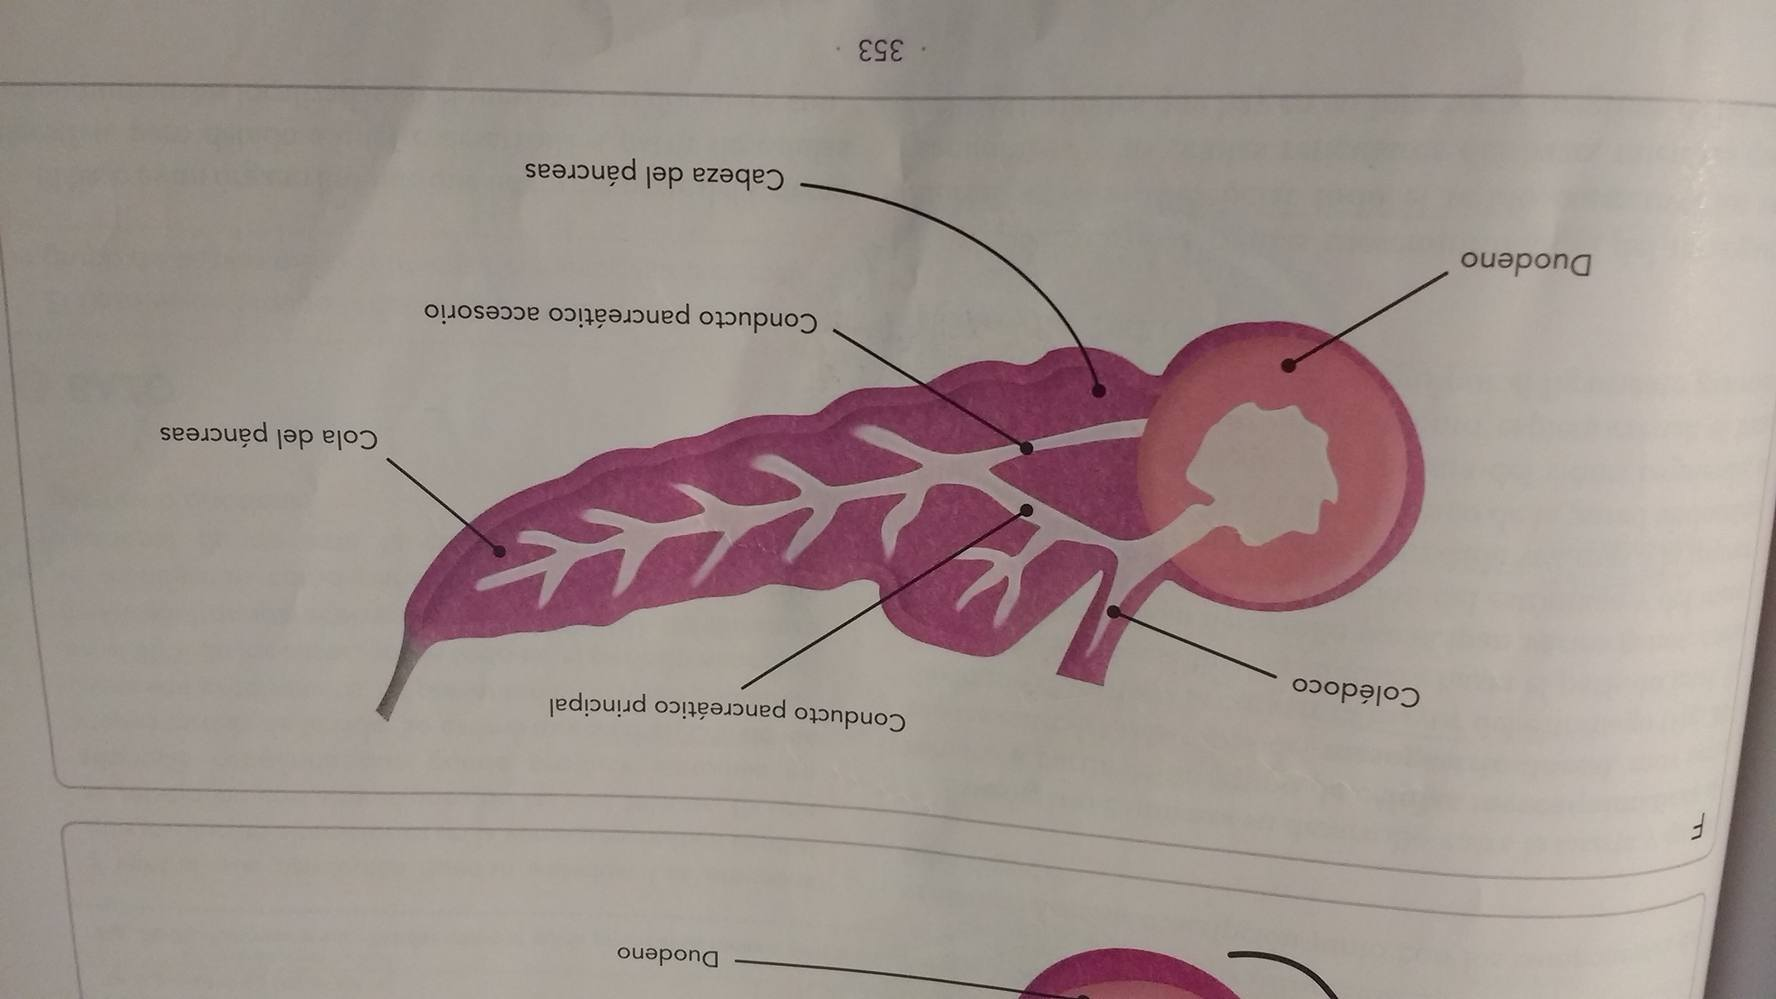 Duodeno
F
Colédoco
Conducto pancreático principal
Cola del páncreas
Conducto pancreático accesorio
Duodeno
Cabeza del páncreas
· 353 ·